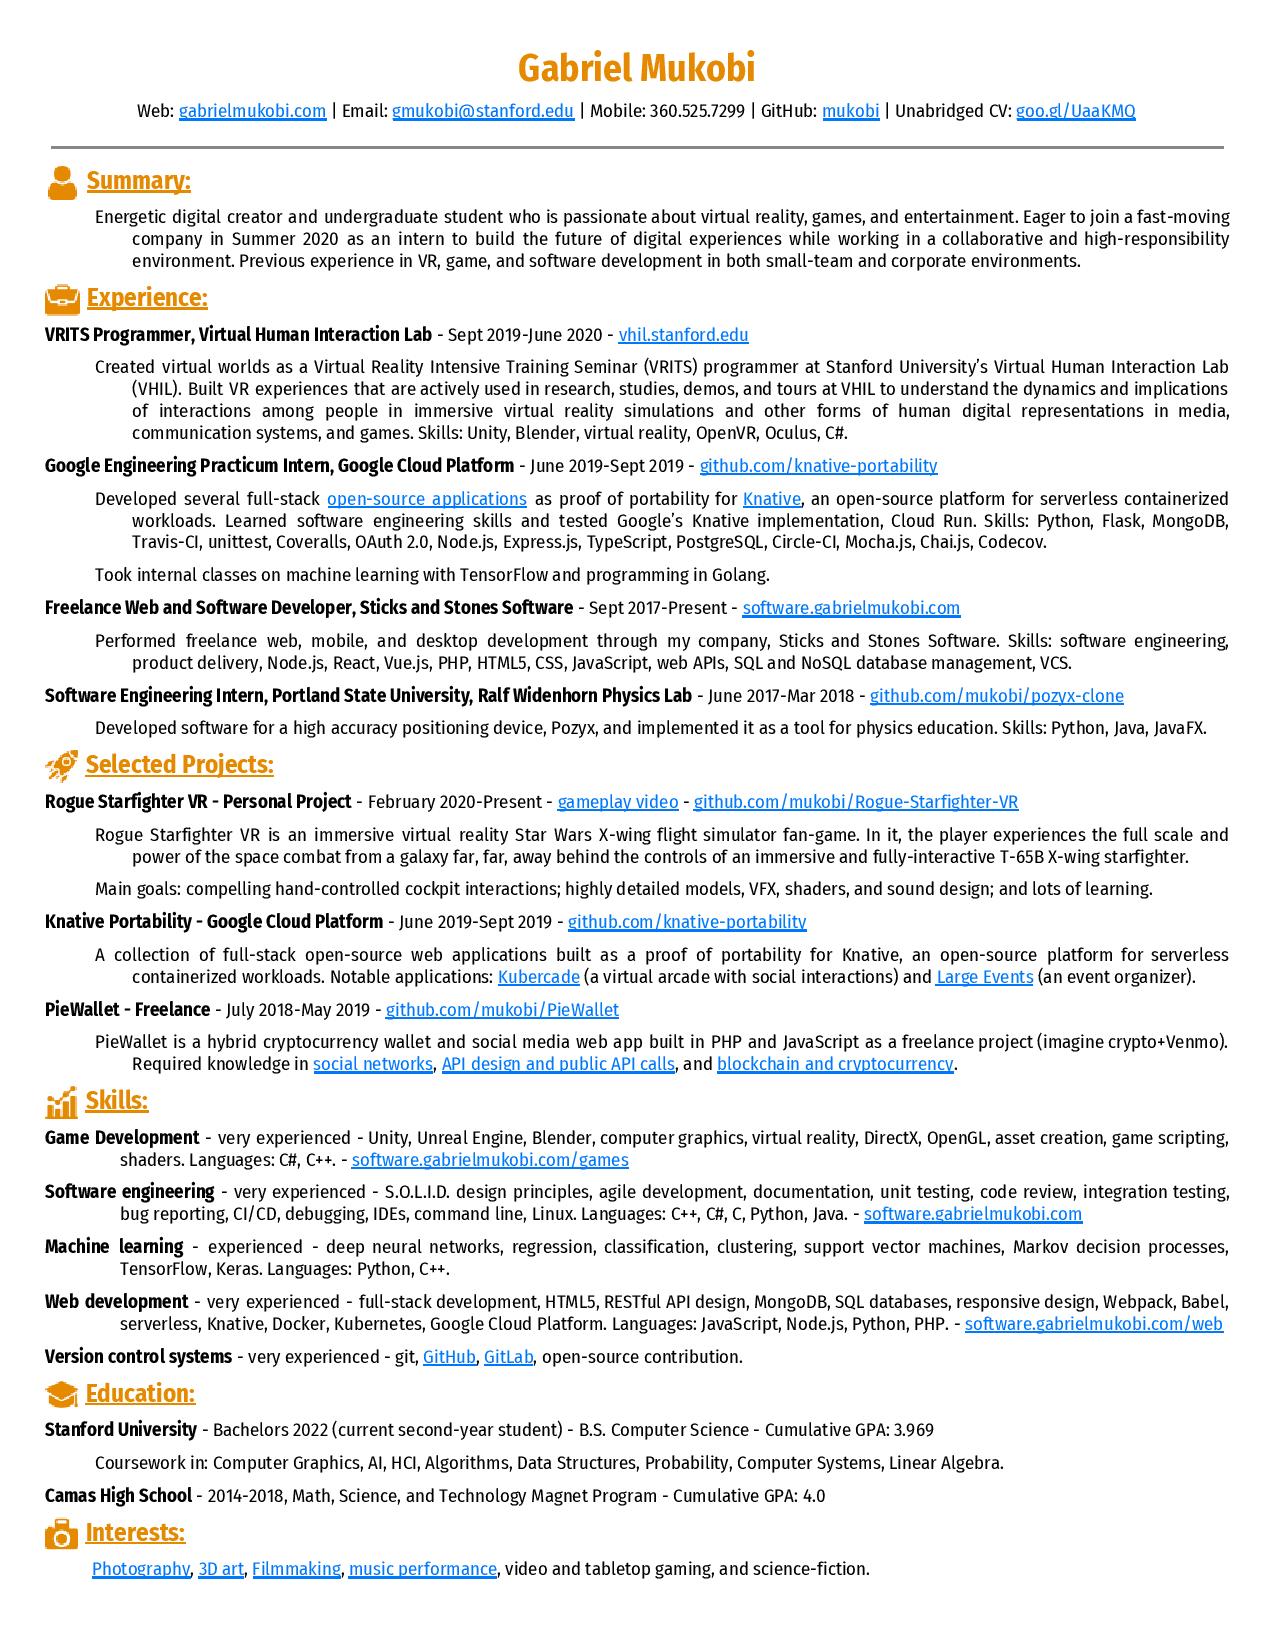 Gabriel Mukobi
Web: gabrielmukobi.com | Email: gmukobi@stanford.edu | Mobile: 360.525.7299 | GitHub: mukobi | Unabridged CV: goo.gl/UaaKMQ
Summary:
Energetic digital creator and undergraduate student who is passionate about virtual reality, games, and entertainment. Eager to join a fast-moving
company in Summer 2020 as an intern to build the future of digital experiences while working in a collaborative and high-responsibility
environment. Previous experience in VR, game, and software development in both small-team and corporate environments.
Experience:
VRITS Programmer, Virtual Human Interaction Lab - Sept 2019-June 2020 - vhil.stanford.edu
Created virtual worlds as a Virtual Reality Intensive Training Seminar (VRITS) programmer at Stanford University’s Virtual Human Interaction Lab
(VHIL). Built VR experiences that are actively used in research, studies, demos, and tours at VHIL to understand the dynamics and implications
of interactions among people in immersive virtual reality simulations and other forms of human digital representations in media,
communication systems, and games. Skills: Unity, Blender, virtual reality, OpenVR, Oculus, C#.
Google Engineering Practicum Intern, Google Cloud Platform - June 2019-Sept 2019 - github.com/knative-portability
Developed several full-stack open-source applications as proof of portability for Knative, an open-source platform for serverless containerized
workloads. Learned software engineering skills and tested Google’s Knative implementation, Cloud Run. Skills: Python, Flask, MongoDB,
Travis-CI, unittest, Coveralls, OAuth 2.0, Node.js, Express.js, TypeScript, PostgreSQL, Circle-CI, Mocha.js, Chai.js, Codecov.
Took internal classes on machine learning with TensorFlow and programming in Golang.
Freelance Web and Software Developer, Sticks and Stones Software - Sept 2017-Present - software.gabrielmukobi.com
Performed freelance web, mobile, and desktop development through my company, Sticks and Stones Software. Skills: software engineering,
product delivery, Node.js, React, Vue.js, PHP, HTML5, CSS, JavaScript, web APIs, SQL and NoSQL database management, VCS.
Software Engineering Intern, Portland State University, Ralf Widenhorn Physics Lab - June 2017-Mar 2018 - github.com/mukobi/pozyx-clone
Developed software for a high accuracy positioning device, Pozyx, and implemented it as a tool for physics education. Skills: Python, Java, JavaFX.
Selected Projects:
Rogue Starfighter VR - Personal Project - February 2020-Present - gameplay video - github.com/mukobi/Rogue-Starfighter-VR
Rogue Starfighter VR is an immersive virtual reality Star Wars X-wing flight simulator fan-game. In it, the player experiences the full scale and
power of the space combat from a galaxy far, far, away behind the controls of an immersive and fully-interactive T-65B X-wing starfighter.
Main goals: compelling hand-controlled cockpit interactions; highly detailed models, VFX, shaders, and sound design; and lots of learning.
Knative Portability - Google Cloud Platform - June 2019-Sept 2019 - github.com/knative-portability
A collection of full-stack open-source web applications built as a proof of portability for Knative, an open-source platform for serverless
containerized workloads. Notable applications: Kubercade (a virtual arcade with social interactions) and Large Events (an event organizer).
PieWallet - Freelance - July 2018-May 2019 - github.com/mukobi/PieWallet
PieWallet is a hybrid cryptocurrency wallet and social media web app built in PHP and JavaScript as a freelance project (imagine crypto+Venmo).
Required knowledge in social networks, API design and public API calls, and blockchain and cryptocurrency.
Skills:
Game Development - very experienced - Unity, Unreal Engine, Blender, computer graphics, virtual reality, DirectX, OpenGL, asset creation, game scripting,
shaders. Languages: C#, C++. - software.gabrielmukobi.com/games
Software engineering - very experienced - S.O.L.I.D. design principles, agile development, documentation, unit testing, code review, integration testing,
bug reporting, CI/CD, debugging, IDEs, command line, Linux. Languages: C++, C#, C, Python, Java. - software.gabrielmukobi.com
Machine learning - experienced - deep neural networks, regression, classification, clustering, support vector machines, Markov decision processes,
TensorFlow, Keras. Languages: Python, C++.
Web development - very experienced - full-stack development, HTML5, RESTful API design, MongoDB, SQL databases, responsive design, Webpack, Babel,
serverless, Knative, Docker, Kubernetes, Google Cloud Platform. Languages: JavaScript, Node.js, Python, PHP. - software.gabrielmukobi.com/web
Version control systems - very experienced - git, GitHub, GitLab, open-source contribution.
Education:
Stanford University - Bachelors 2022 (current second-year student) - B.S. Computer Science - Cumulative GPA: 3.969
Coursework in: Computer Graphics, AI, HCI, Algorithms, Data Structures, Probability, Computer Systems, Linear Algebra.
Camas High School - 2014-2018, Math, Science, and Technology Magnet Program - Cumulative GPA: 4.0
Interests:
Photography, 3D art, Filmmaking, music performance, video and tabletop gaming, and science-fiction.